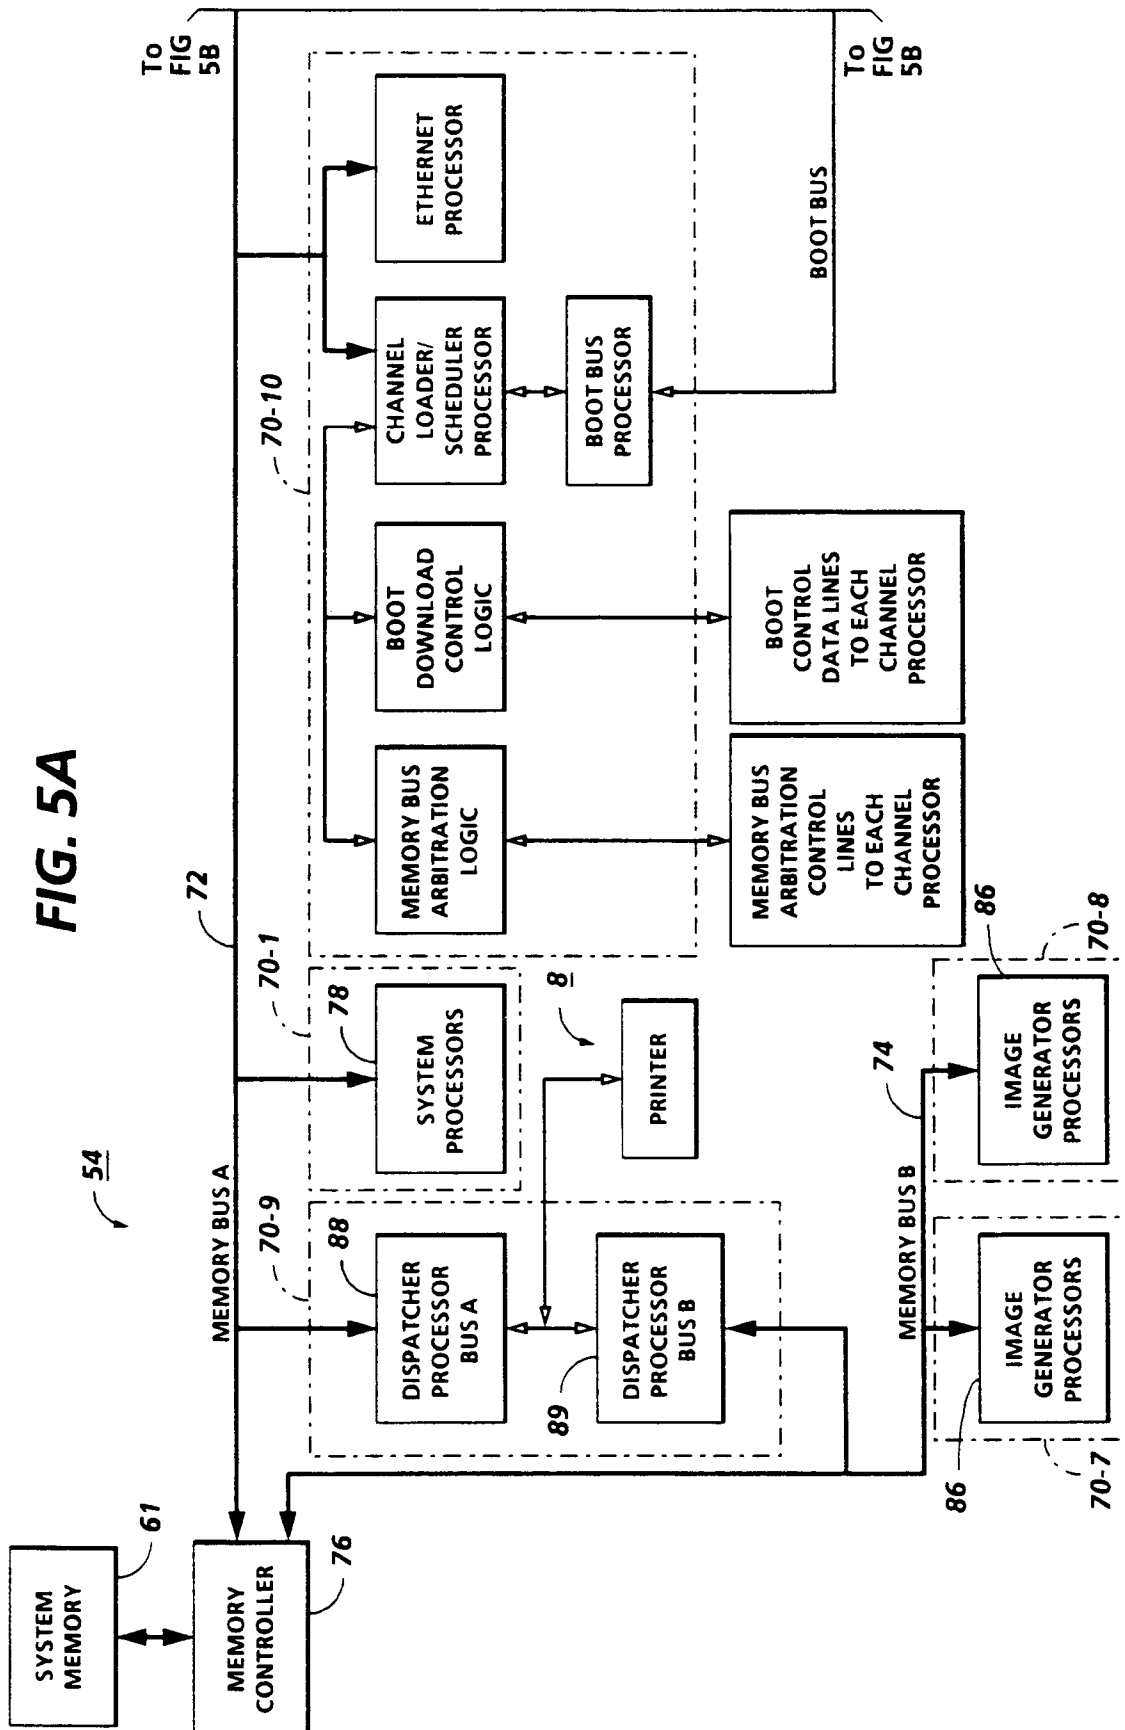 FIG. 5A
54
SYSTEM
MEMORY
61
MEMORY
CONTROLLER
76
MEMORY BUS A
72
To
FIG
5B
70-9
88
DISPATCHER
PROCESSOR
BUS A
89
DISPATCHER
PROCESSOR
BUS B
70-1
78
SYSTEM
PROCESSORS
8
PRINTER
70-10
MEMORY BUS
ARBITRATION
LOGIC
BOOT
DOWNLOAD
CONTROL
LOGIC
CHANNEL
LOADER/
SCHEDULER
PROCESSOR
ETHERNET
PROCESSOR
BOOT BUS
PROCESSOR
MEMORY BUS
ARBITRATION
CONTROL
LINES
TO EACH
CHANNEL
PROCESSOR
BOOT
CONTROL
DATA LINES
TO EACH
CHANNEL
PROCESSOR
BOOT BUS
To
FIG
5B
MEMORY BUS B
74
86
IMAGE
GENERATOR
PROCESSORS
70-7
86
IMAGE
GENERATOR
PROCESSORS
70-8